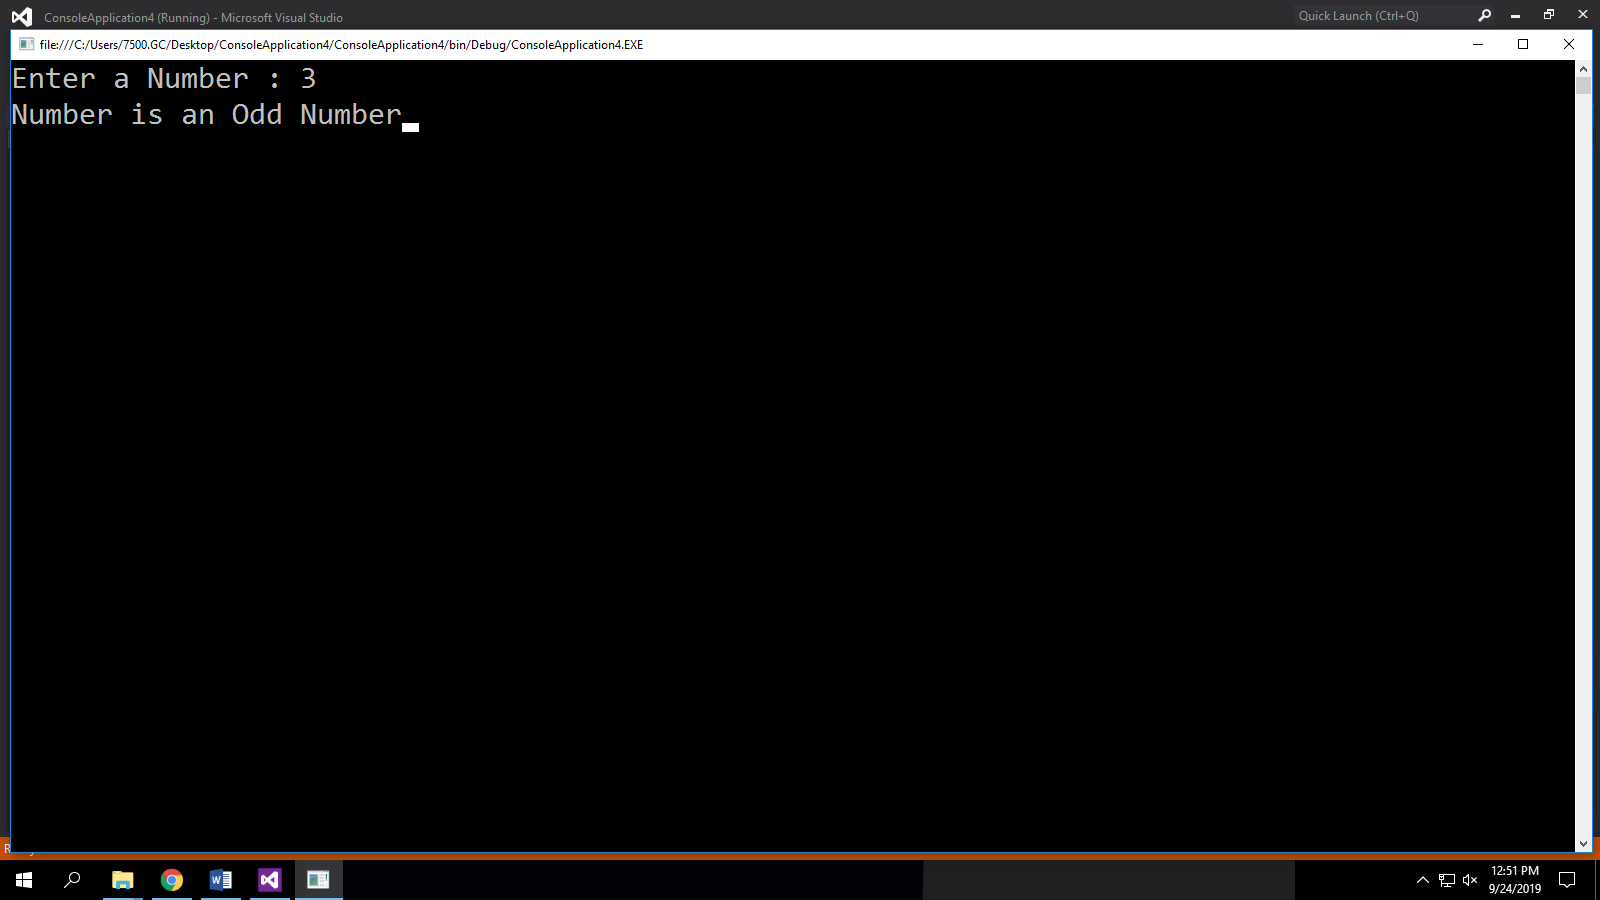 ConsoleApplication4 (Running) - Microsoft Visual Studio
Quick Launch (Ctrl+Q)
file:///C:/Users/7500.GC/Desktop/ConsoleApplication4/ConsoleApplication4/bin/Debug/ConsoleApplication4.EXE
Enter a Number : 3
Number is an Odd Number
12:51 PM
9/24/2019